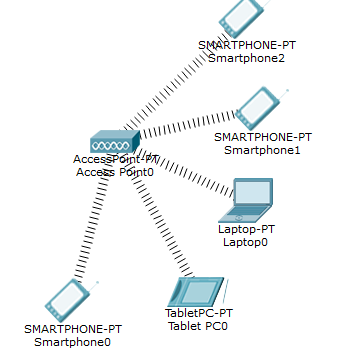 SMARTPHONE-PT
Smartphone2
SMARTPHONE-PT
Smartphone1
AccessPoint-PT
Access Point0
Laptop-PT
Laptop0
TabletPC-PT
Tablet PC0
SMARTPHONE-PT
Smartphone0